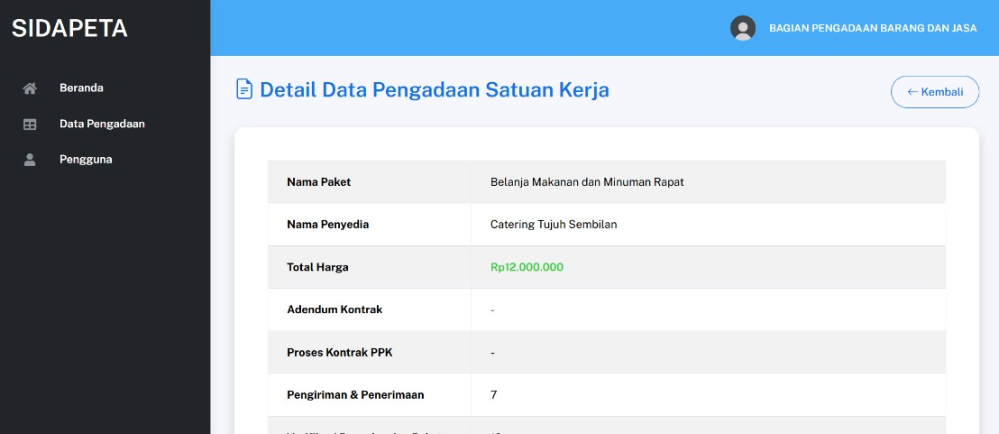 SIDAPETA
BAGIAN PENGADAAN BARANG DAN JASA
Beranda
Data Pengadaan
Pengguna
Detail Data Pengadaan Satuan Kerja
← Kembali
Nama Paket Belanja Makanan dan Minuman Rapat
Nama Penyedia Catering Tujuh Sembilan
Total Harga Rp12.000.000
Adendum Kontrak -
Proses Kontrak PPK -
Pengiriman & Penerimaan 7